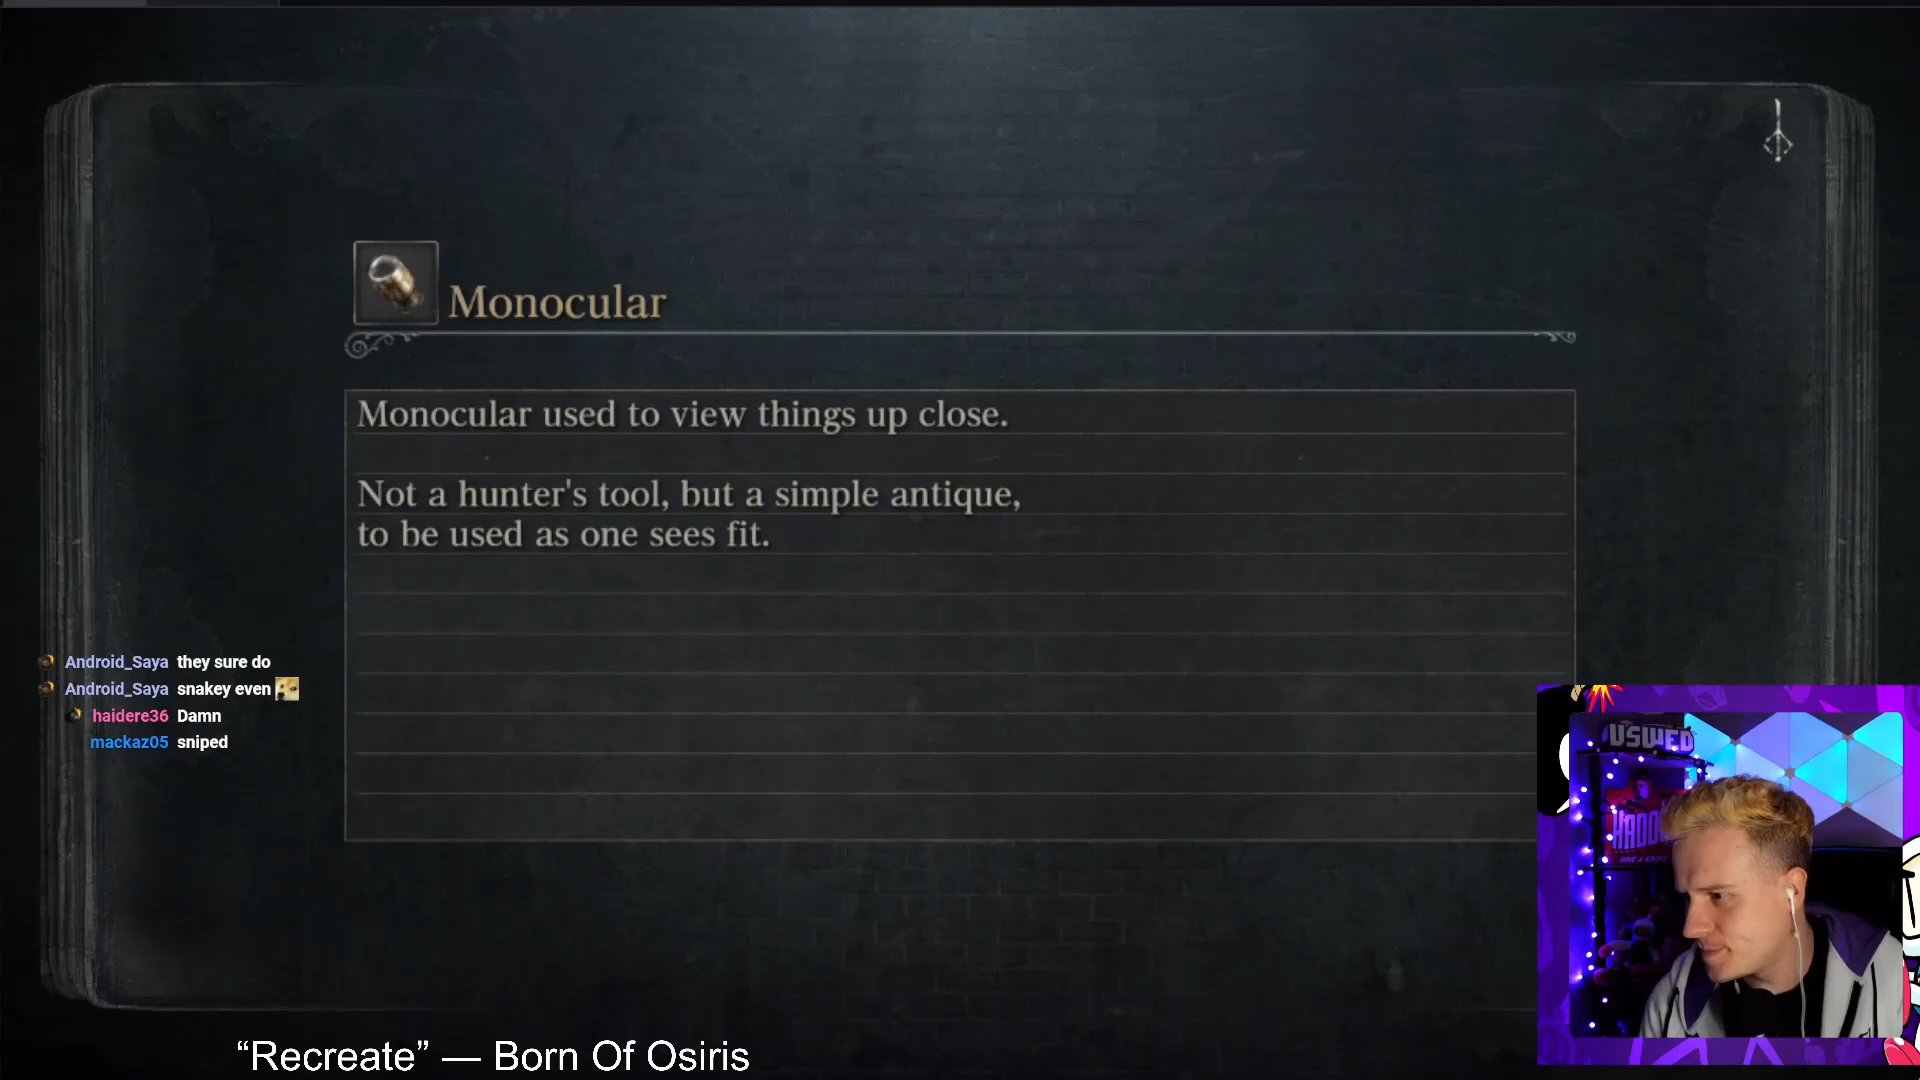 Monocular
Monocular used to view things up close.
Not a hunter's tool, but a simple antique,
to be used as one sees fit.
Android_Saya they sure do
Android_Saya snakey even
haidere36 Damn
mackaz05 sniped
“Recreate” — Born Of Osiris